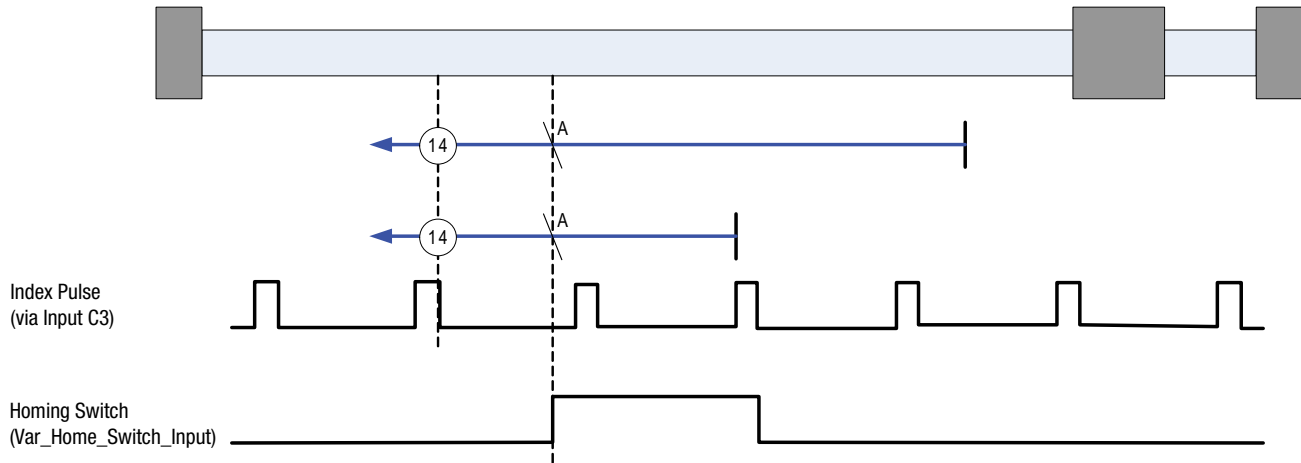 A
14
A
14
Index Pulse
(via Input C3)
Homing Switch
(Var_Home_Switch_Input)